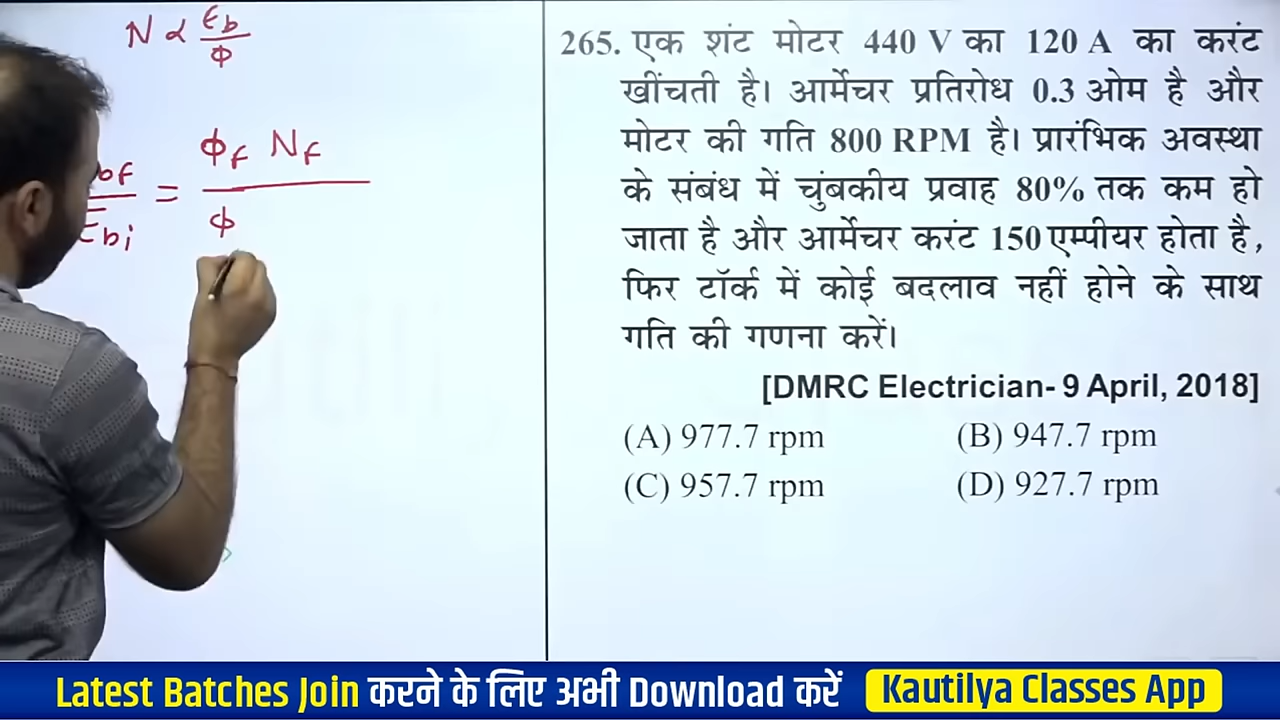 N ∝ Eb/Φ
Ebi = Φf Nf
Φ
265. एक शंट मोटर 440 V का 120 A का करंट
खींचती है। आर्मेचर प्रतिरोध 0.3 ओम है और
मोटर की गति 800 RPM है। प्रारंभिक अवस्था
के संबंध में चुंबकीय प्रवाह 80% तक कम हो
जाता है और आर्मेचर करंट 150 एम्पीयर होता है,
फिर टॉर्क में कोई बदलाव नहीं होने के साथ
गति की गणना करें।
[DMRC Electrician- 9 April, 2018]
(A) 977.7 rpm (B) 947.7 rpm
(C) 957.7 rpm (D) 927.7 rpm
Latest Batches Join करने के लिए अभी Download करें Kautilya Classes App